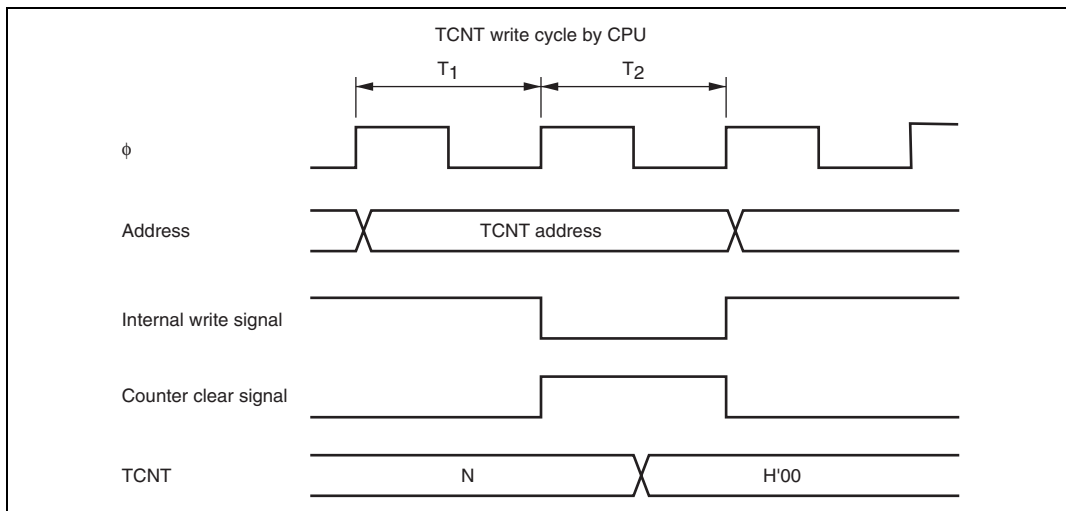 TCNT write cycle by CPU
T1 T2
ϕ
Address TCNT address
Internal write signal
Counter clear signal
TCNT N H'00